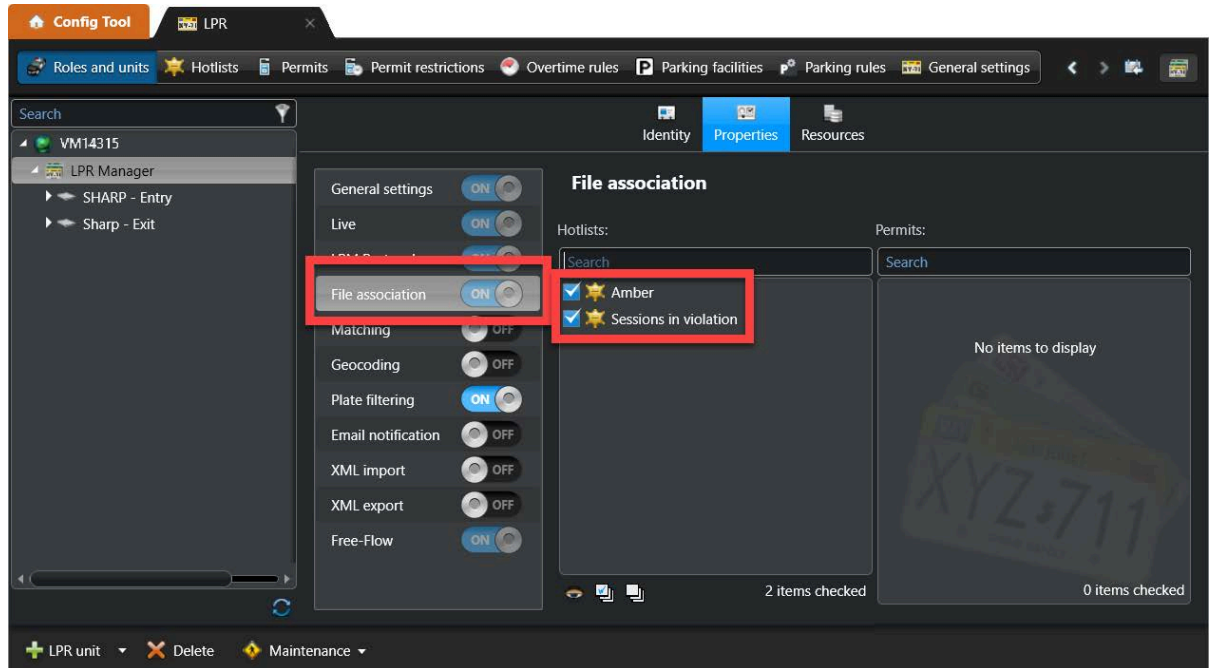 Config Tool
LPR
Roles and units
Hotlists
Permits
Permit restrictions
Overtime rules
Parking facilities
Parking rules
General settings
Search
VM14315
LPR Manager
SHARP - Entry
Sharp - Exit
Identity
Properties
Resources
General settings ON
Live ON
File association ON
Matching OFF
Geocoding OFF
Plate filtering ON
Email notification OFF
XML import OFF
XML export OFF
Free-Flow ON
File association
Hotlists:
Search
Amber
Sessions in violation
2 items checked
Permits:
Search
No items to display
XYZ 711
0 items checked
LPR unit
Delete
Maintenance